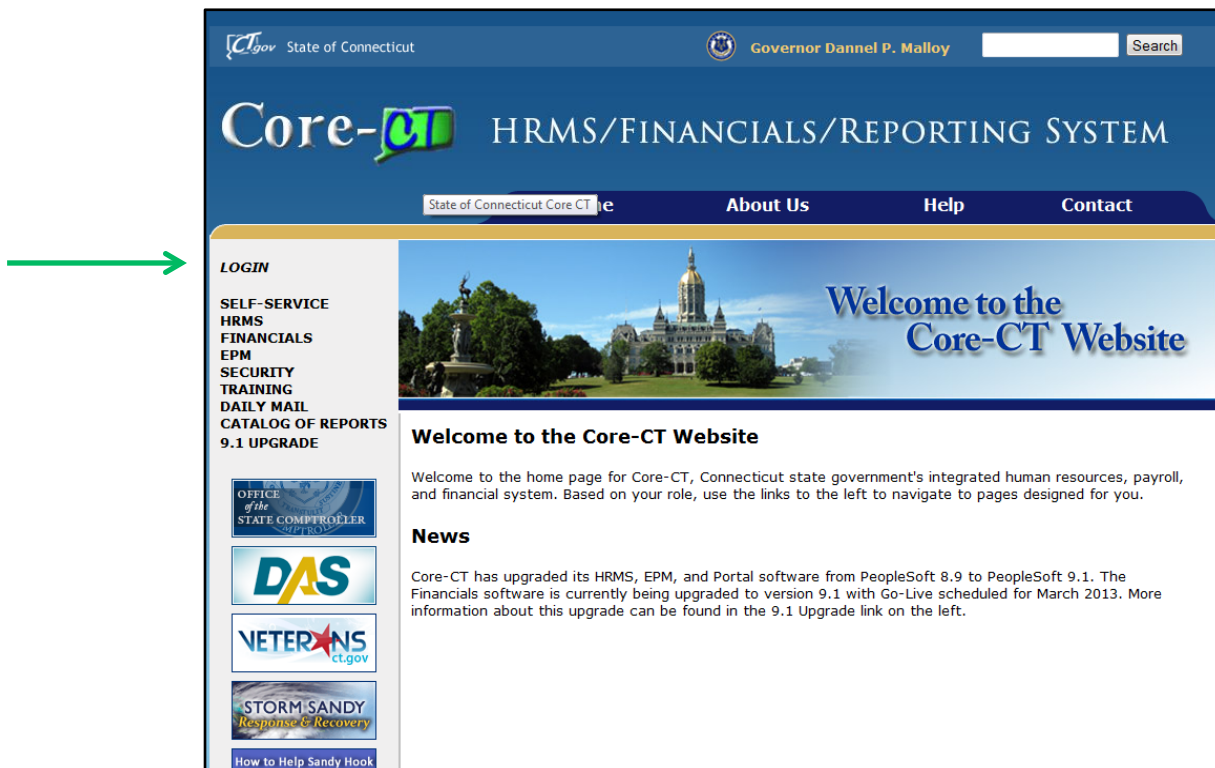 CT.gov State of Connecticut
Governor Dannel P. Malloy
Search
Core-CT HRMS/FINANCIALS/REPORTING SYSTEM
State of Connecticut Core CT
About Us
Help
Contact
LOGIN
SELF-SERVICE
HRMS
FINANCIALS
EPM
SECURITY
TRAINING
DAILY MAIL
CATALOG OF REPORTS
9.1 UPGRADE
OFFICE
of the
STATE COMPTROLLER
DAS
VETERANS
ct.gov
STORM SANDY
Response & Recovery
How to Help Sandy Hook
Welcome to the
Core-CT Website
Welcome to the Core-CT Website
Welcome to the home page for Core-CT, Connecticut state government's integrated human resources, payroll,
and financial system. Based on your role, use the links to the left to navigate to pages designed for you.
News
Core-CT has upgraded its HRMS, EPM, and Portal software from PeopleSoft 8.9 to PeopleSoft 9.1. The
Financials software is currently being upgraded to version 9.1 with Go-Live scheduled for March 2013. More
information about this upgrade can be found in the 9.1 Upgrade link on the left.